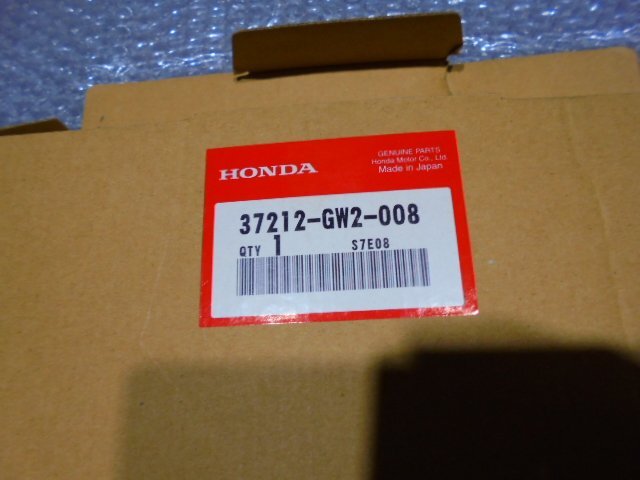 HONDA
GENUINE PARTS
Honda Motor Co., Ltd.
Made in Japan
37212-GW2-008
QTY 1 S7E08